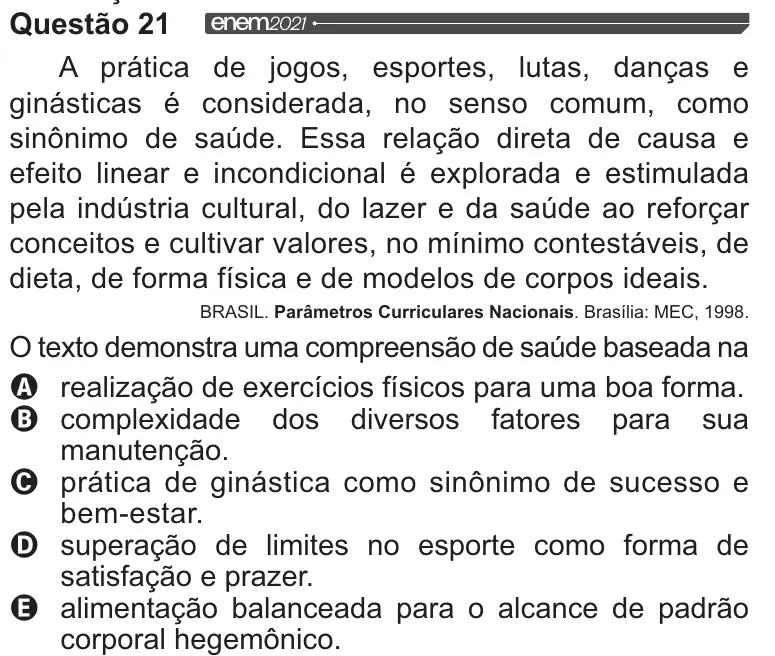 Questão 21 enem2021
A prática de jogos, esportes, lutas, danças e
ginásticas é considerada, no senso comum, como
sinônimo de saúde. Essa relação direta de causa e
efeito linear e incondicional é explorada e estimulada
pela indústria cultural, do lazer e da saúde ao reforçar
conceitos e cultivar valores, no mínimo contestáveis, de
dieta, de forma física e de modelos de corpos ideais.
BRASIL. Parâmetros Curriculares Nacionais. Brasília: MEC, 1998.
O texto demonstra uma compreensão de saúde baseada na
A realização de exercícios físicos para uma boa forma.
B complexidade dos diversos fatores para sua
manutenção.
C prática de ginástica como sinônimo de sucesso e
bem-estar.
D superação de limites no esporte como forma de
satisfação e prazer.
E alimentação balanceada para o alcance de padrão
corporal hegemônico.